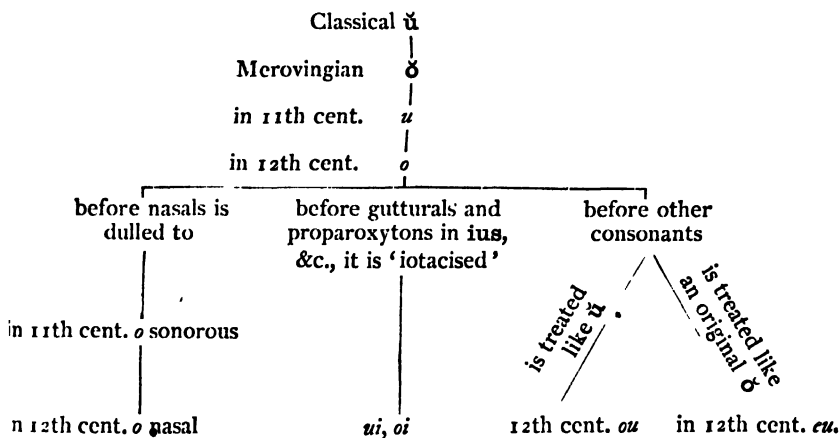 Classical ŭ
Merovingian ŏ
in 11th cent. u
in 12th cent. o
before nasals is
dulled to
before gutturals and
proparoxytons in ius,
&c., it is ‘iotacised’
before other
consonants
is treated
like ŭ
is treated like
an original ŏ
in 11th cent. o sonorous
n 12th cent. o nasal
ui, oi
12th cent. ou
in 12th cent. eu.